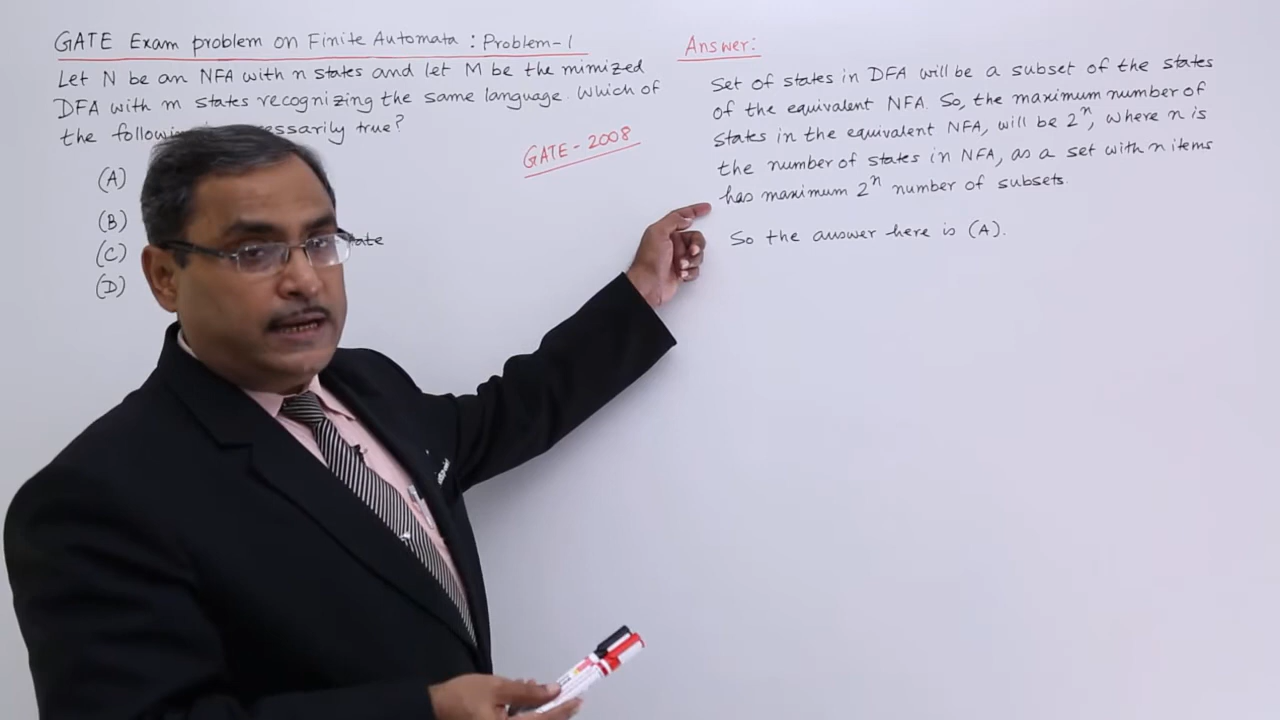 GATE Exam problem on Finite Automata : Problem-1
Let N be an NFA with n states and let M be the mimized
DFA with m states recognizing the same language. Which of
the true?
GATE-2008
(A)
(B)
(C)
(D)
Answer:
Set of states in DFA will be a subset of the states
of the equivalent NFA. So, the maximum number of
states in the equivalent NFA, will be 2ⁿ, where n is
the number of states in NFA, as a set with n items
has maximum 2ⁿ number of subsets.
So the answer here is (A).